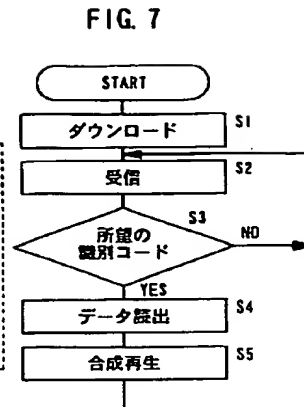 FIG. 7
START
ダウンロード S1
受信 S2
所望の
識別コード
S3
NO
YES
データ読出 S4
合成再生 S5